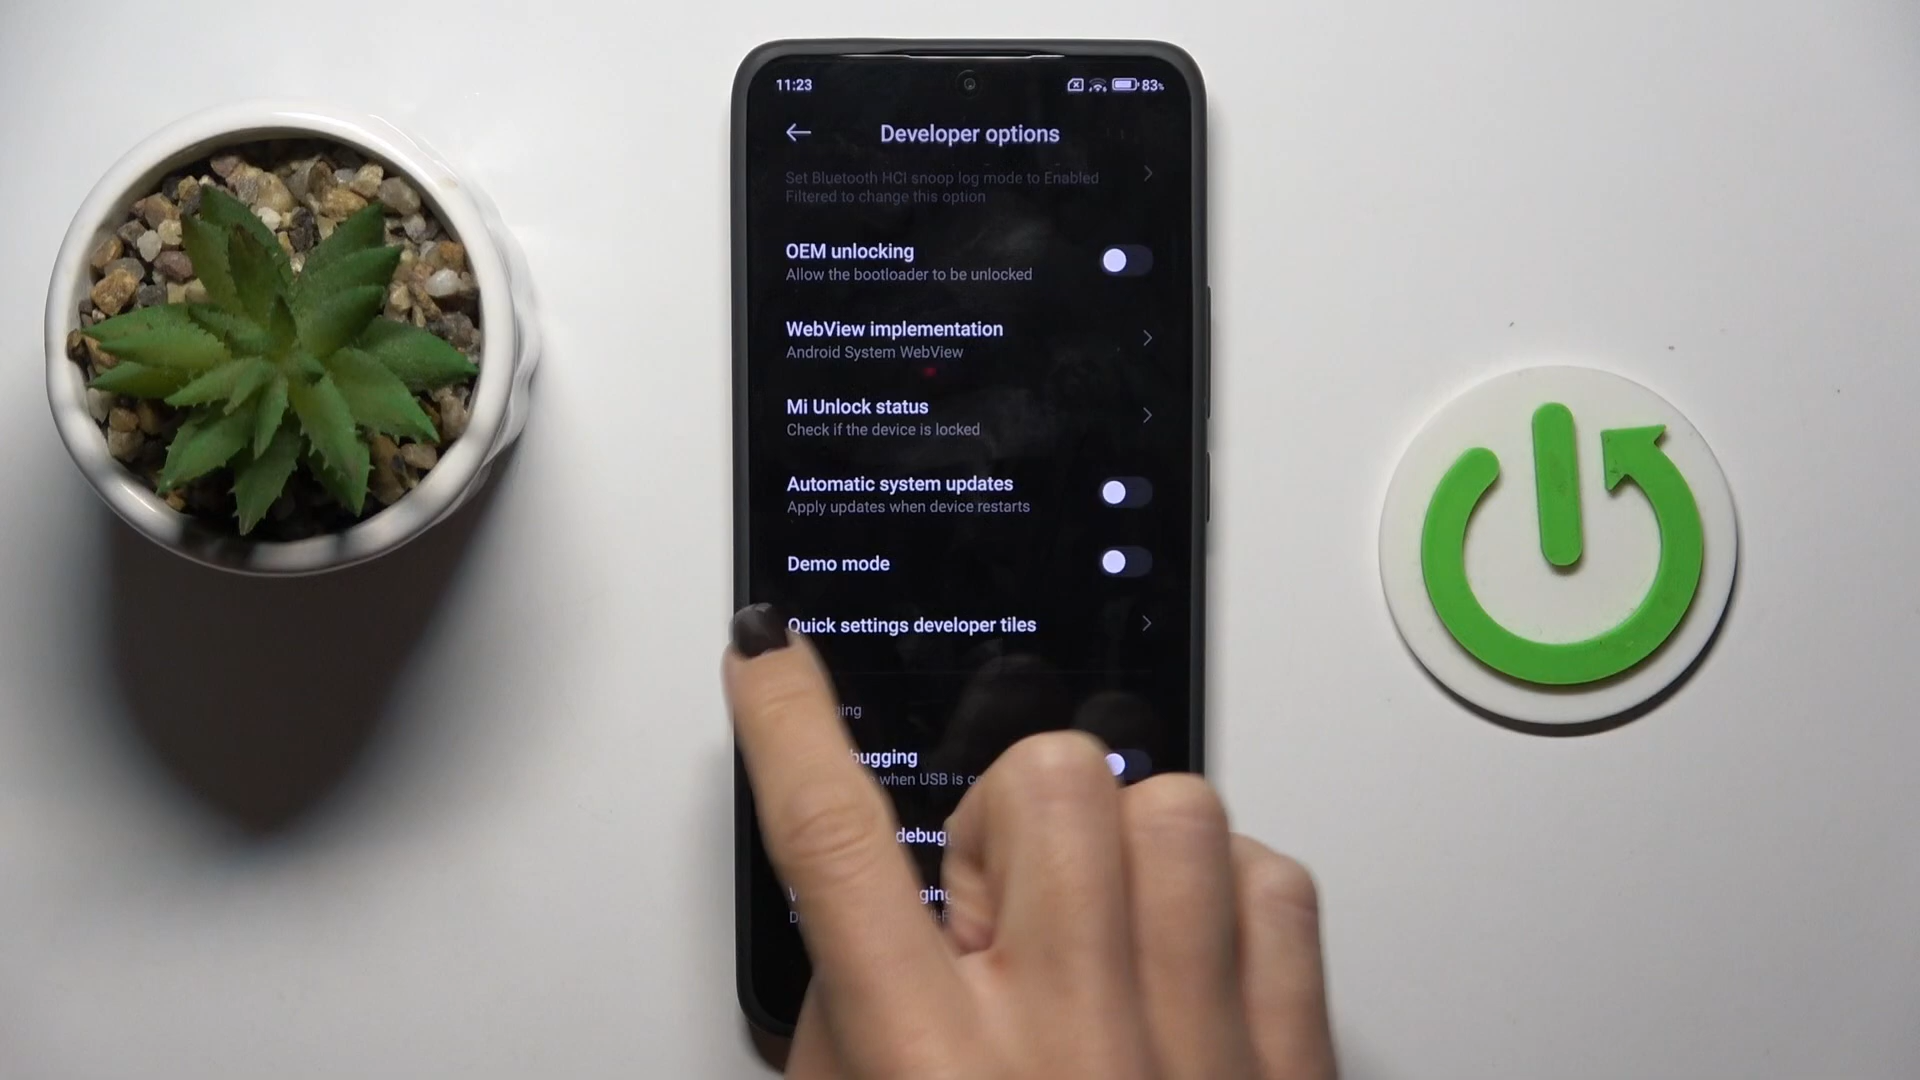 11:23
83%
Developer options
Set Bluetooth HCI snoop log mode to Enabled
Filtered to change this option
OEM unlocking
Allow the bootloader to be unlocked
WebView implementation
Android System WebView
Mi Unlock status
Check if the device is locked
Automatic system updates
Apply updates when device restarts
Demo mode
Quick settings developer tiles
when USB is